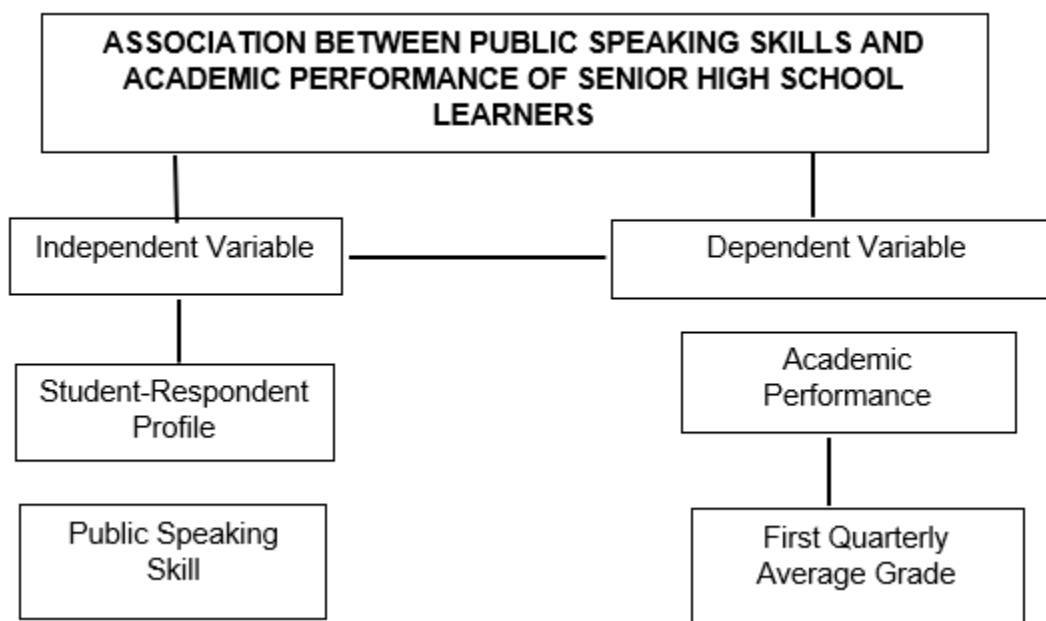 ASSOCIATION BETWEEN PUBLIC SPEAKING SKILLS AND
ACADEMIC PERFORMANCE OF SENIOR HIGH SCHOOL
LEARNERS
Independent Variable
Dependent Variable
Student-Respondent
Profile
Academic
Performance
Public Speaking
Skill
First Quarterly
Average Grade